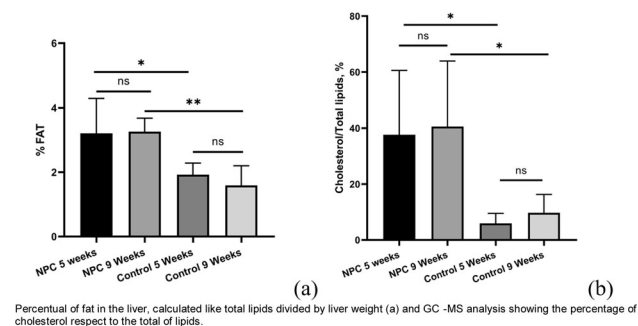 6
4
2
0
% FAT
*
ns
**
ns
NPC 5 weeks
NPC 9 Weeks
Control 5 Weeks
Control 9 Weeks
(a)
80
60
40
20
0
Cholesterol/Total lipids, %
*
ns
*
ns
NPC 5 weeks
NPC 9 Weeks
Control 5 Weeks
Control 9 Weeks
(b)
Percentual of fat in the liver, calculated like total lipids divided by liver weight (a) and GC -MS analysis showing the percentage of
cholesterol respect to the total of lipids.